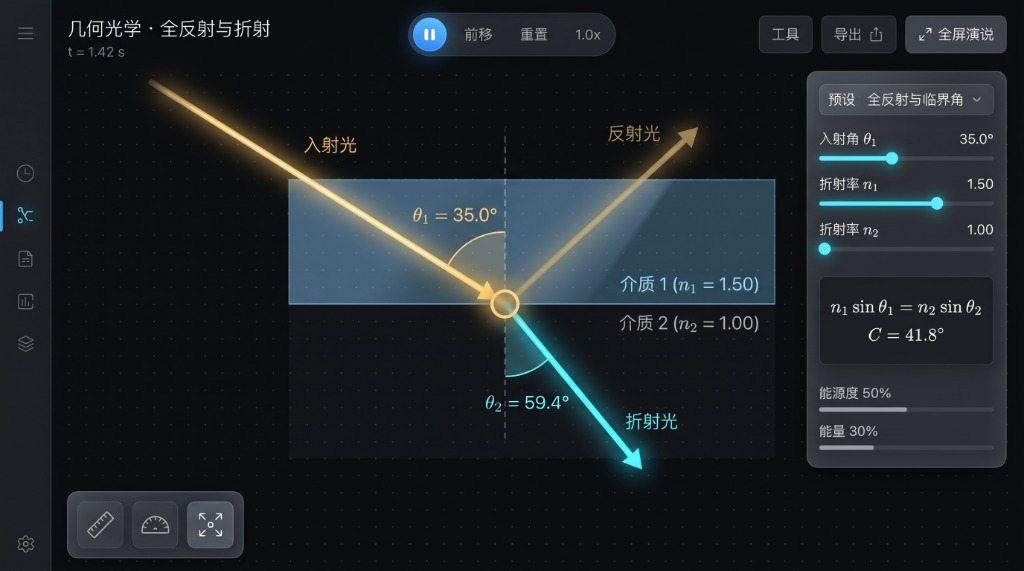 几何光学 · 全反射与折射
t = 1.42 s
前移 重置 1.0x
工具 导出 全屏演说
预设 全反射与临界角
入射角 θ₁ 35.0°
折射率 n₁ 1.50
折射率 n₂ 1.00
n₁ sin θ₁ = n₂ sin θ₂
C = 41.8°
能源度 50%
能量 30%
入射光
反射光
θ₁ = 35.0°
介质 1 (n₁ = 1.50)
介质 2 (n₂ = 1.00)
θ₂ = 59.4°
折射光